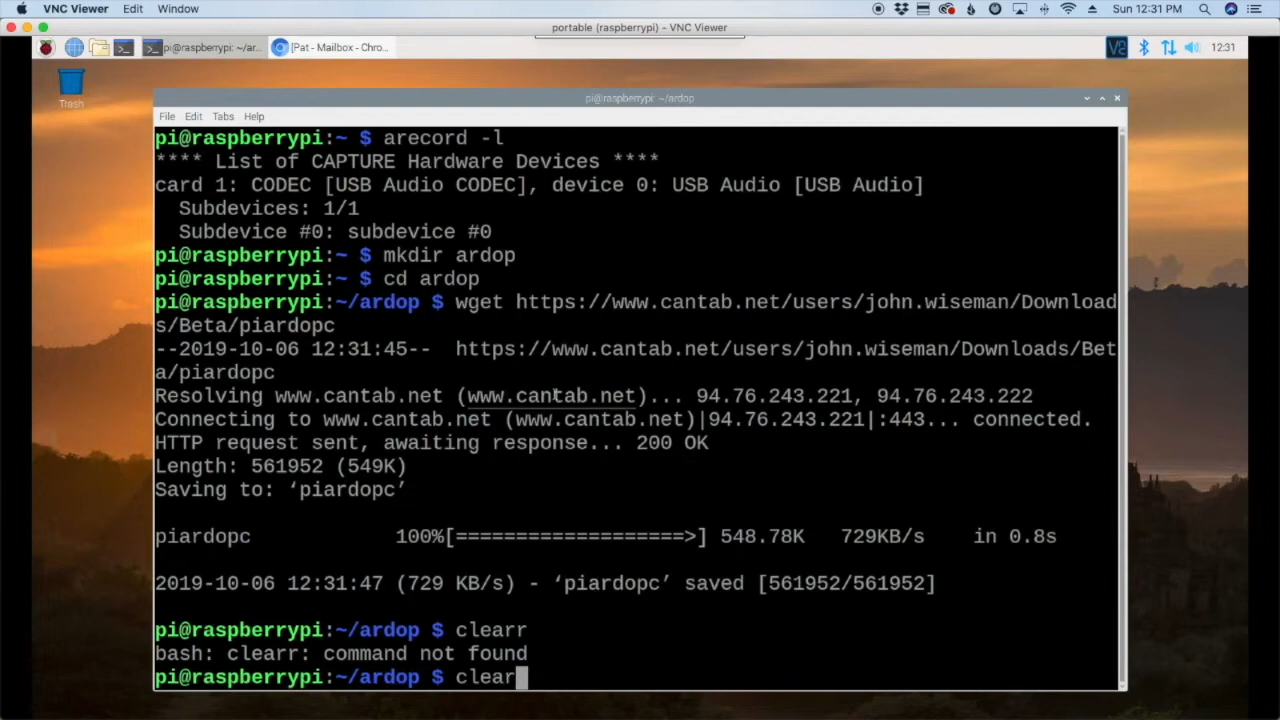 VNC Viewer Edit Window Sun 12:31 PM
portable (raspberrypi) - VNC Viewer
pi@raspberrypi: ~/ar... [Pat - Mailbox - Chro... V2 12:31
Trash
pi@raspberrypi: ~/ardop
File Edit Tabs Help
pi@raspberrypi:~ $ arecord -l
**** List of CAPTURE Hardware Devices ****
card 1: CODEC [USB Audio CODEC], device 0: USB Audio [USB Audio]
  Subdevices: 1/1
  Subdevice #0: subdevice #0
pi@raspberrypi:~ $ mkdir ardop
pi@raspberrypi:~ $ cd ardop
pi@raspberrypi:~/ardop $ wget https://www.cantab.net/users/john.wiseman/Download
s/Beta/piardopc
--2019-10-06 12:31:45--  https://www.cantab.net/users/john.wiseman/Downloads/Bet
a/piardopc
Resolving www.cantab.net (www.cantab.net)... 94.76.243.221, 94.76.243.222
Connecting to www.cantab.net (www.cantab.net)|94.76.243.221|:443... connected.
HTTP request sent, awaiting response... 200 OK
Length: 561952 (549K)
Saving to: ‘piardopc’
piardopc            100%[===================>] 548.78K   729KB/s    in 0.8s
2019-10-06 12:31:47 (729 KB/s) - ‘piardopc’ saved [561952/561952]
pi@raspberrypi:~/ardop $ clearr
bash: clearr: command not found
pi@raspberrypi:~/ardop $ clear